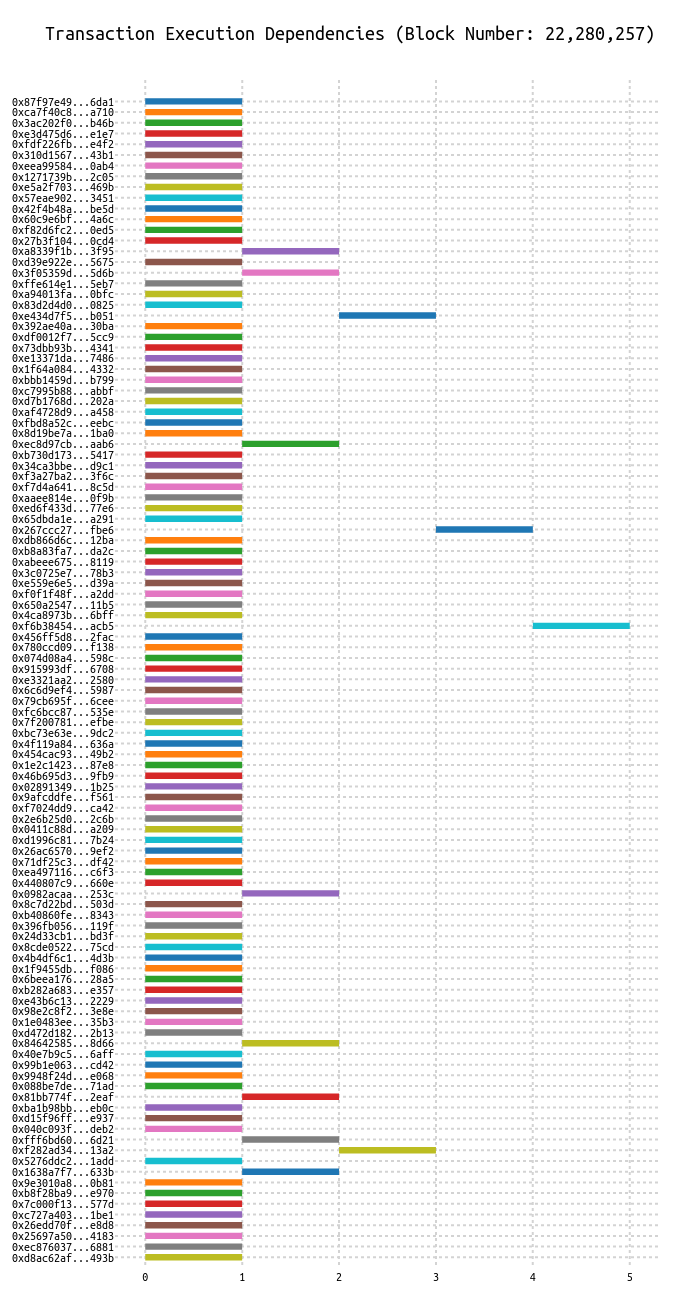 Transaction Execution Dependencies (Block Number: 22,280,257)
0x87f97e49...6da1
0xca7f40c8...a710
0x3ac202f0...b46b
0xe3d475d6...e1e7
0xfdf226fb...e4f2
0x310d1567...43b1
0xeea99584...0ab4
0x1271739b...2c05
0xe5a2f703...469b
0x57eae902...3451
0x42f4b48a...be5d
0x60c9e6bf...4a6c
0xf82d6fc2...0ed5
0x27b3f104...0cd4
0xa8339f1b...3f95
0xd39e922e...5675
0x3f05359d...5d6b
0xffe614e1...5eb7
0xa94013fa...0bfc
0x83d2d4d0...0825
0xe434d7f5...b051
0x392ae40a...30ba
0xdf0012f7...5cc9
0x73dbb93b...4341
0xe13371da...7486
0x1f64a084...4332
0xbbb1459d...b799
0xc7995b88...abbf
0xd7b1768d...202a
0xaf4728d9...a458
0xfbd8a52c...eebc
0x8d19be7a...1ba0
0xec8d97cb...aab6
0xb730d173...5417
0x34ca3bbe...d9c1
0xf3a27ba2...3f6c
0xf7d4a641...8c5d
0xaaee814e...0f9b
0xed6f433d...77e6
0x65dbda1e...a291
0x267ccc27...fbe6
0xdb866d6c...12ba
0xb8a83fa7...da2c
0xabeee675...8119
0x3c0725e7...78b3
0xe559e6e5...d39a
0xf0f1f48f...a2dd
0x650a2547...11b5
0x4ca8973b...6bff
0xf6b38454...acb5
0x456ff5d8...2fac
0x780ccd09...f138
0x074d08a4...598c
0x915993df...6708
0xe3321aa2...2580
0x6c6d9ef4...5987
0x79cb695f...6cee
0xfc6bcc87...535e
0x7f200781...efbe
0xbc73e63e...9dc2
0x4f119a84...636a
0x454cac93...49b2
0x1e2c1423...87e8
0x46b695d3...9fb9
0x02891349...1b25
0x9afcddfe...f561
0xf7024dd9...ca42
0x2e6b25d0...2c6b
0x0411c88d...a209
0xd1996c81...7b24
0x26ac6570...9ef2
0x71df25c3...df42
0xea497116...c6f3
0x440807c9...660e
0x0982acaa...253c
0x8c7d22bd...503d
0xb40860fe...8343
0x396fb056...119f
0x24d33cb1...bd3f
0x8cde0522...75cd
0x4b4df6c1...4d3b
0x1f9455db...f086
0x6beea176...28a5
0xb282a683...e357
0xe43b6c13...2229
0x98e2c8f2...3e8e
0x1e0483ee...35b3
0xd472d182...2b13
0x84642585...8d66
0x40e7b9c5...6aff
0x99b1e063...cd42
0x9948f24d...e068
0x088be7de...71ad
0x81bb774f...2eaf
0xba1b98bb...eb0c
0xd15f96ff...e937
0x040c093f...deb2
0xfff6bd60...6d21
0xf282ad34...13a2
0x5276ddc2...1add
0x1638a7f7...633b
0x9e3010a8...0b81
0xb8f28ba9...e970
0x7c000f13...577d
0xc727a403...1be1
0x26edd70f...e8d8
0x25697a50...4183
0xec876037...6881
0xd8ac62af...493b
0 1 2 3 4 5